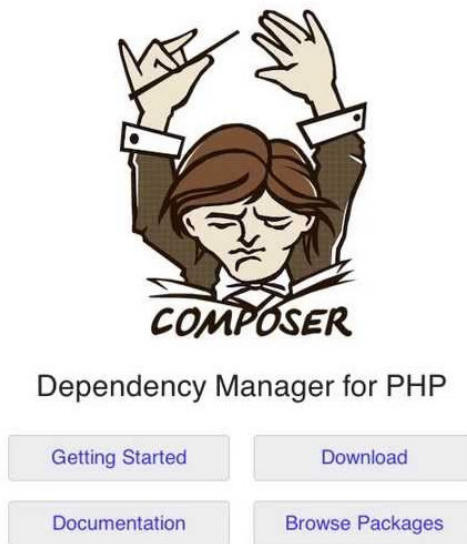 COMPOSER
Dependency Manager for PHP
Getting Started
Download
Documentation
Browse Packages